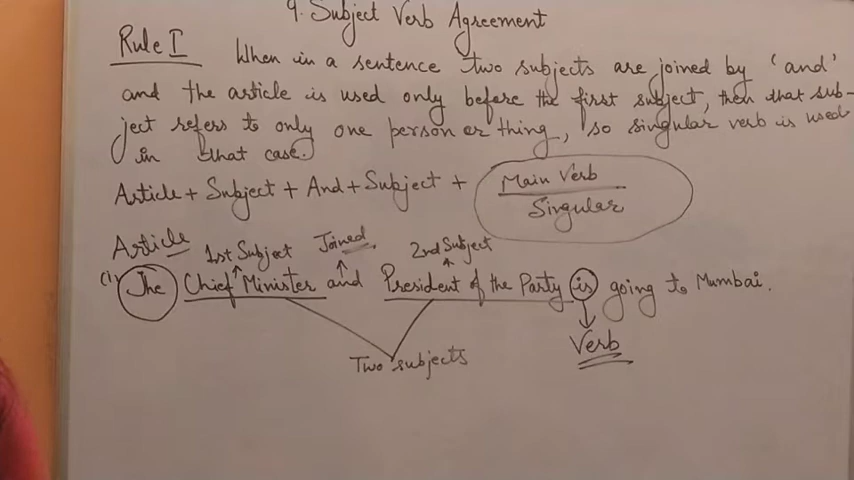 9. Subject Verb Agreement
Rule I When in a sentence two subjects are joined by 'and'
and the article is used only before the first subject, then that sub-
ject refers to only one person or thing, so singular verb is used
in that case.
Article + Subject + And + Subject + Main Verb
Singular
Article 1st Subject Joined. 2nd Subject
(i) The Chief Minister and President of the Party is going to Mumbai.
Two subjects Verb